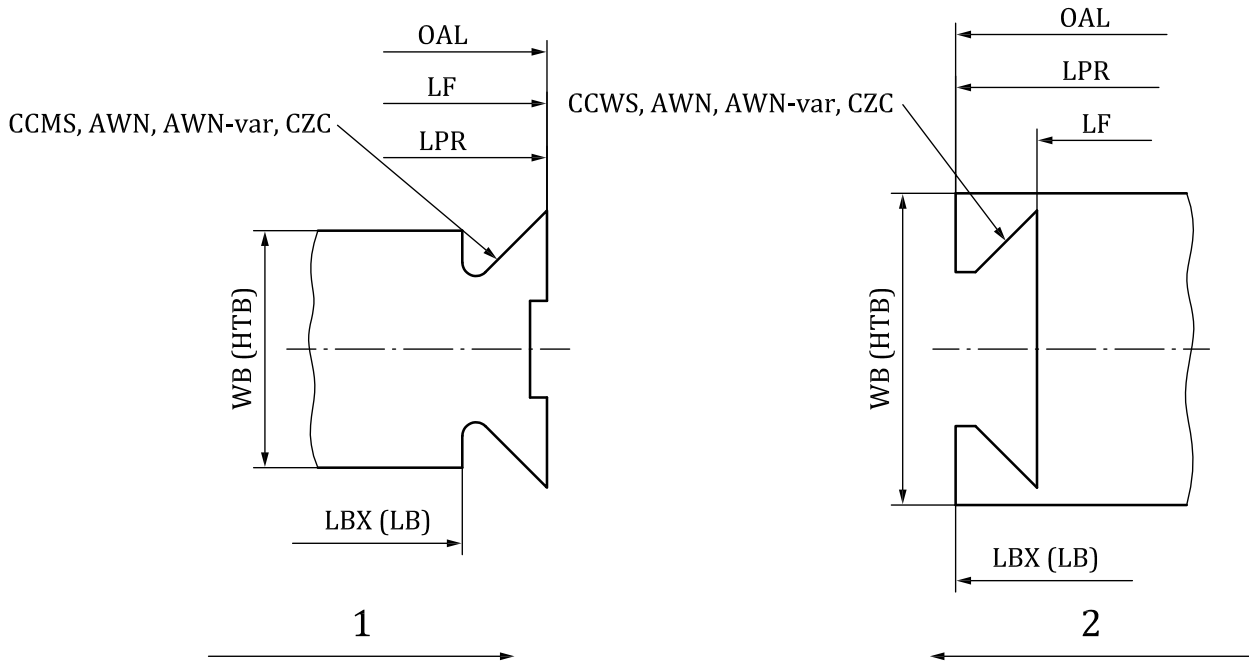 OAL
LF
CCMS, AWN, AWN-var, CZC
LPR
WB (HTB)
LBX (LB)
1
OAL
LPR
CCWS, AWN, AWN-var, CZC
LF
WB (HTB)
LBX (LB)
2